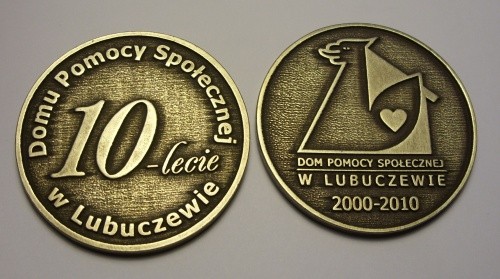 Domu Pomocy Społecznej
10-lecie
w Lubuczewie
DOM POMOCY SPOŁECZNEJ
W LUBUCZEWIE
2000-2010